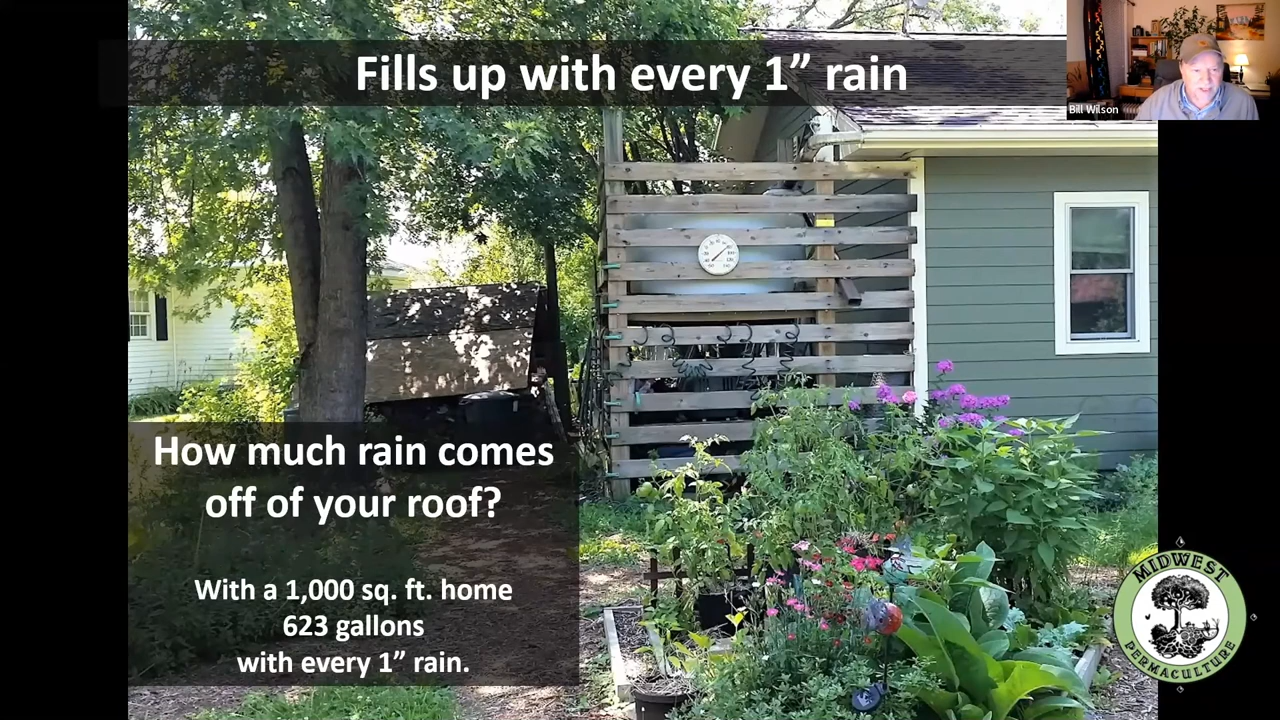 Fills up with every 1” rain
Bill Wilson
How much rain comes
off of your roof?
With a 1,000 sq. ft. home
623 gallons
with every 1” rain.
MIDWEST
PERMACULTURE